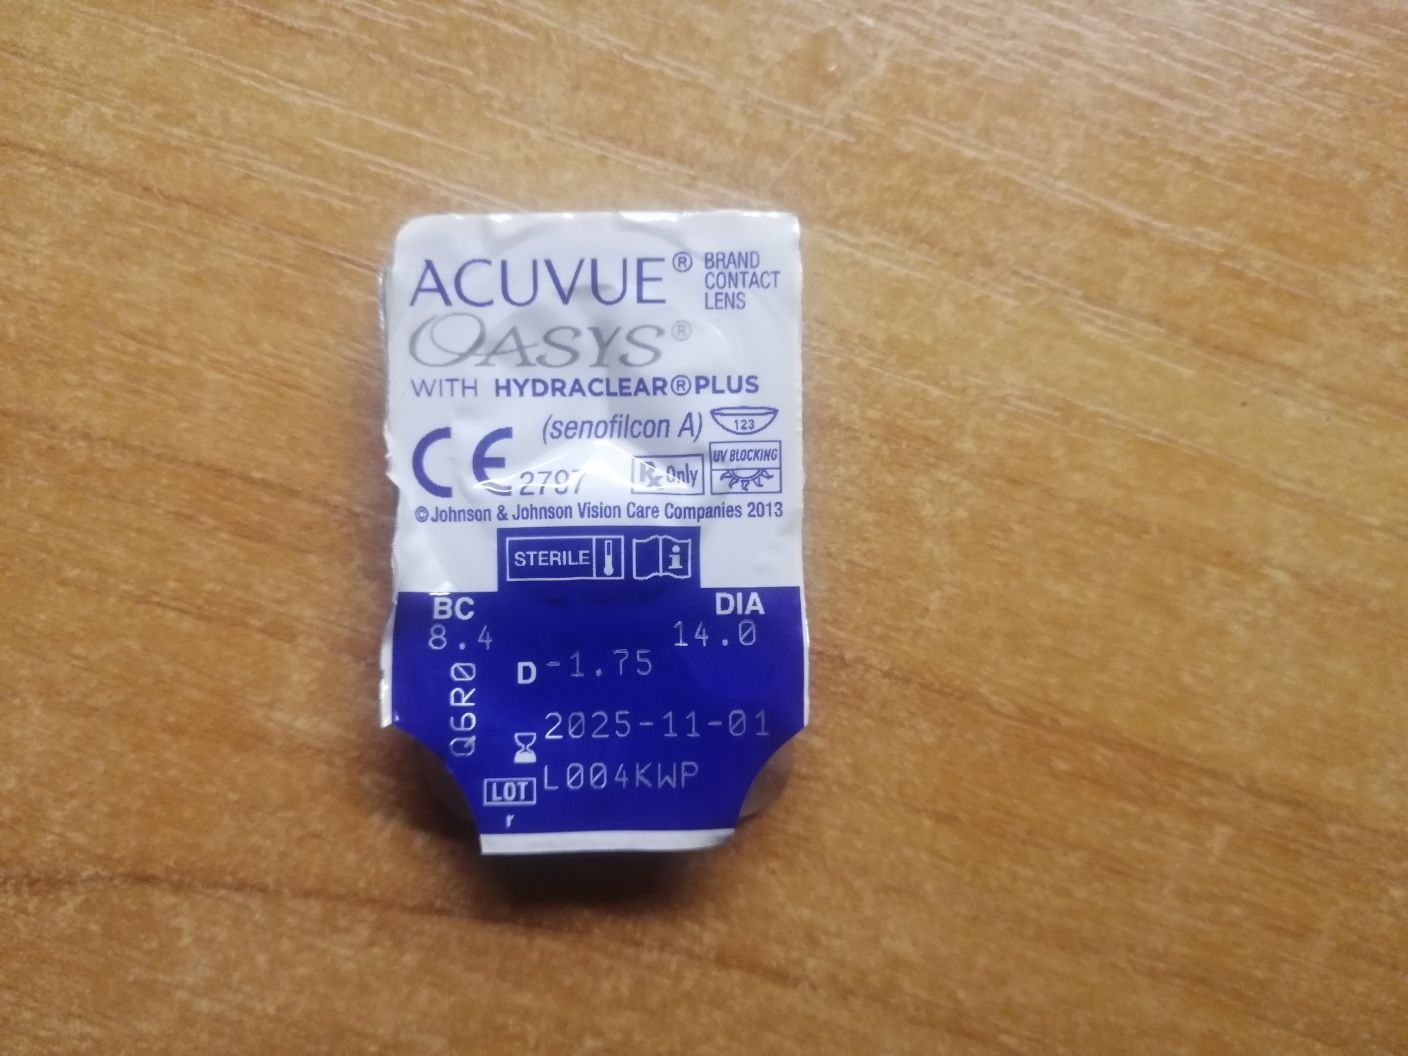 ACUVUE® BRAND
CONTACT
LENS
OASYS®
WITH HYDRACLEAR®PLUS
(senofilcon A) 123
CE 2797 Rx Only UV BLOCKING
©Johnson & Johnson Vision Care Companies 2013
STERILE i
BC DIA
8.4 14.0
D -1.75
Q6R0
2025-11-01
LOT L004KWP
r